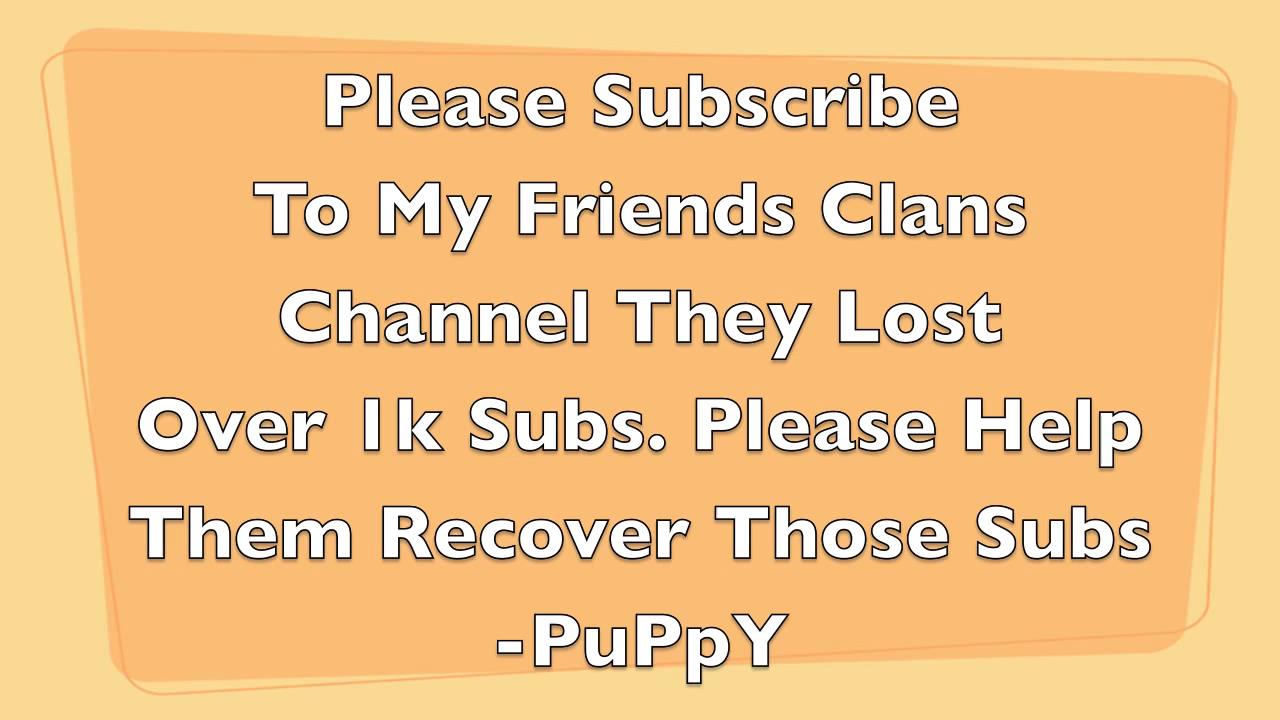 Please Subscribe
To My Friends Clans
Channel They Lost
Over 1k Subs. Please Help
Them Recover Those Subs
-PuPpY